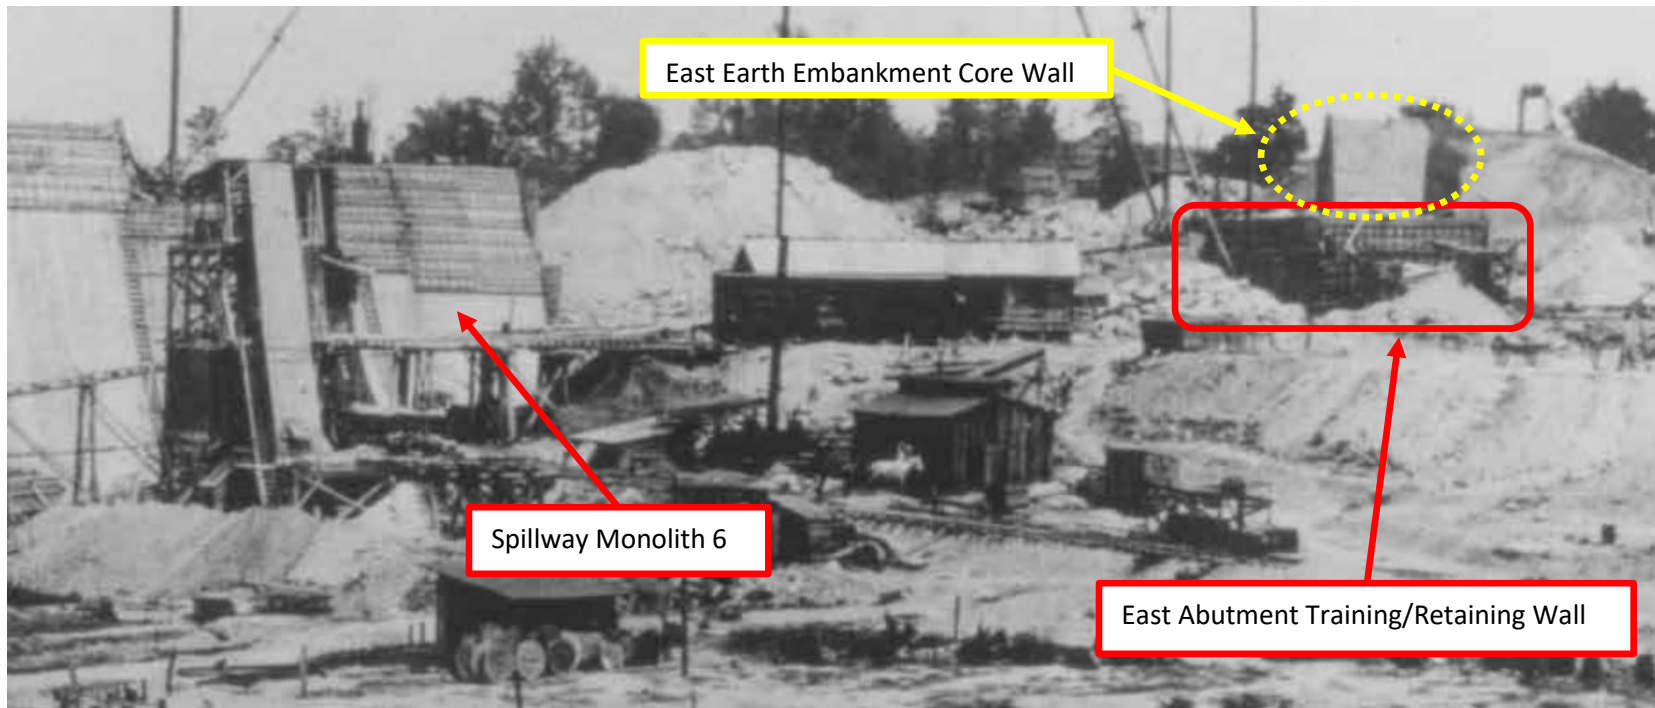 East Earth Embankment Core Wall
Spillway Monolith 6
East Abutment Training/Retaining Wall